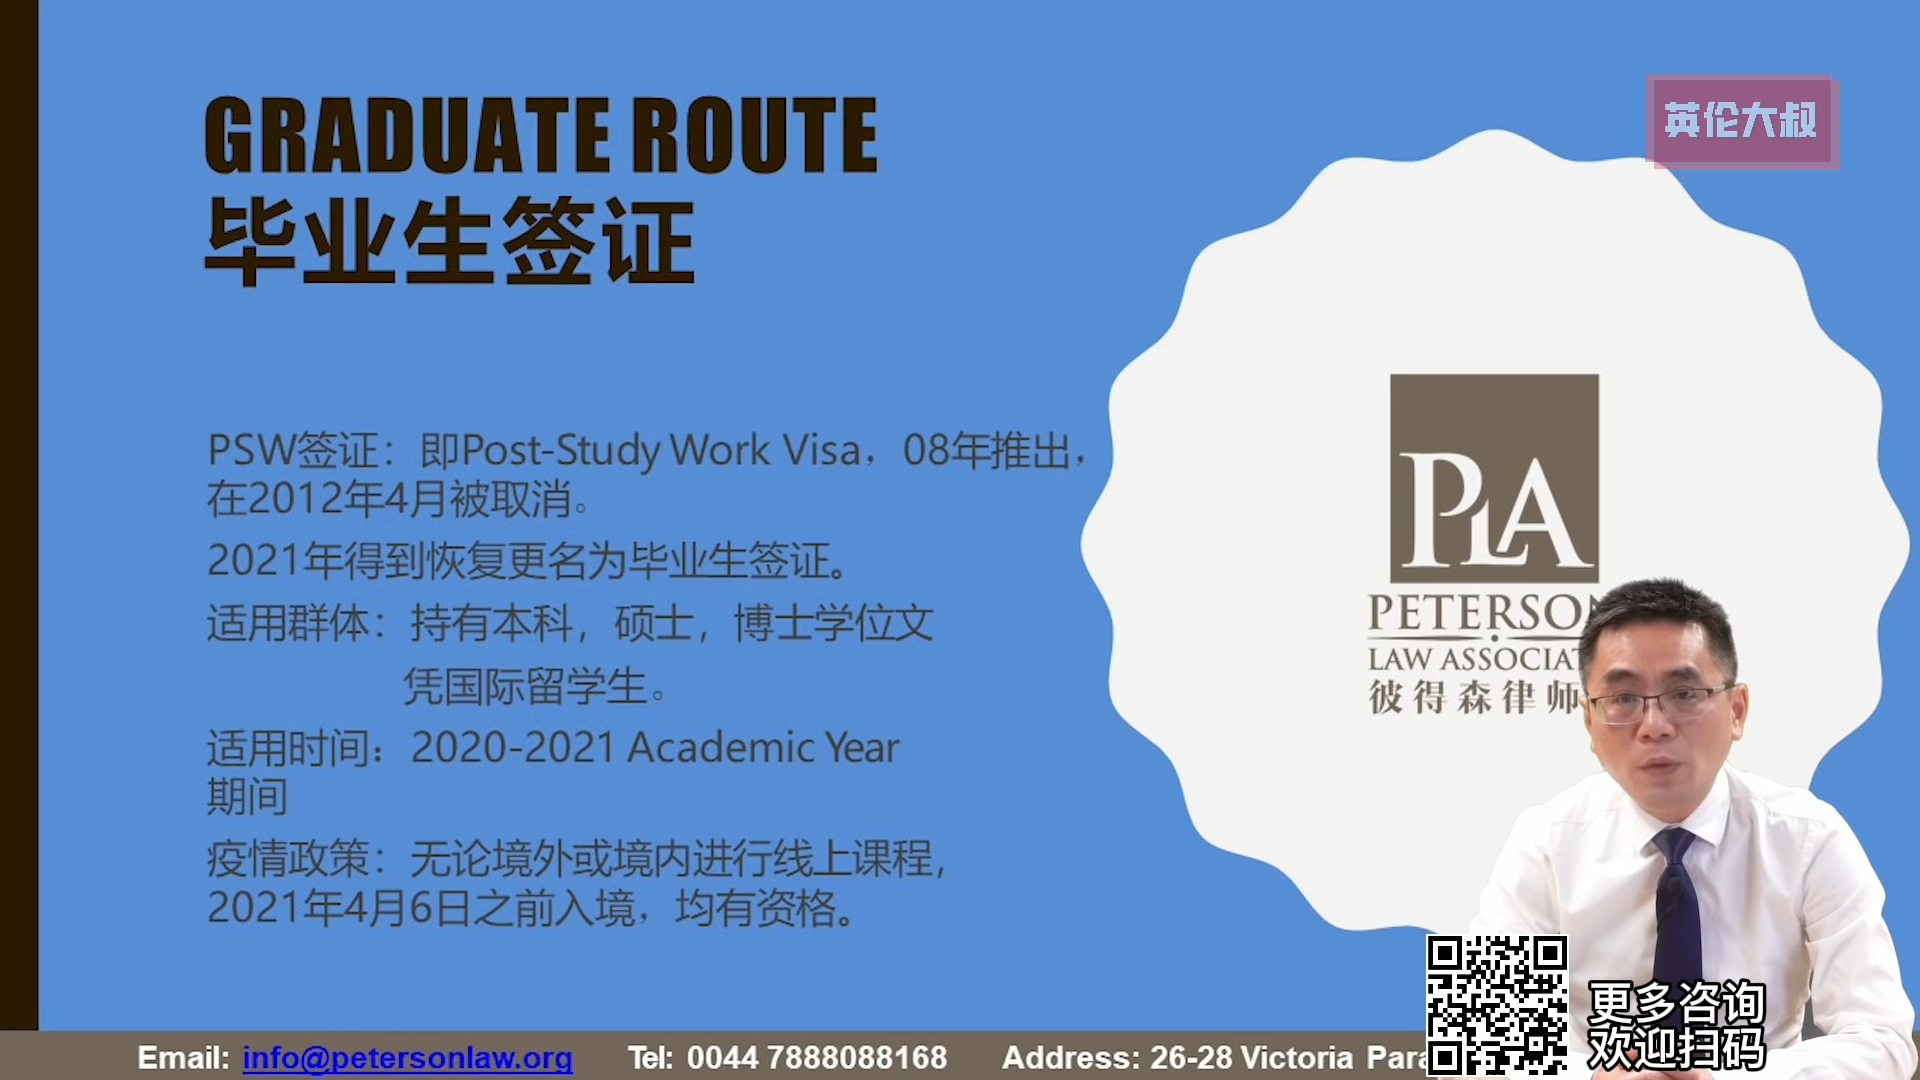 英伦大叔
GRADUATE ROUTE
毕业生签证
PSW签证：即Post-Study Work Visa，08年推出，
在2012年4月被取消。
2021年得到恢复更名为毕业生签证。
适用群体：持有本科，硕士，博士学位文
凭国际留学生。
适用时间：2020-2021 Academic Year
期间
疫情政策：无论境外或境内进行线上课程，
2021年4月6日之前入境，均有资格。
PLA
PETERSO
LAW ASSOCIAT
彼得森律师
更多咨询
欢迎扫码
Email: info@petersonlaw.org Tel: 0044 7888088168 Address: 26-28 Victoria Para